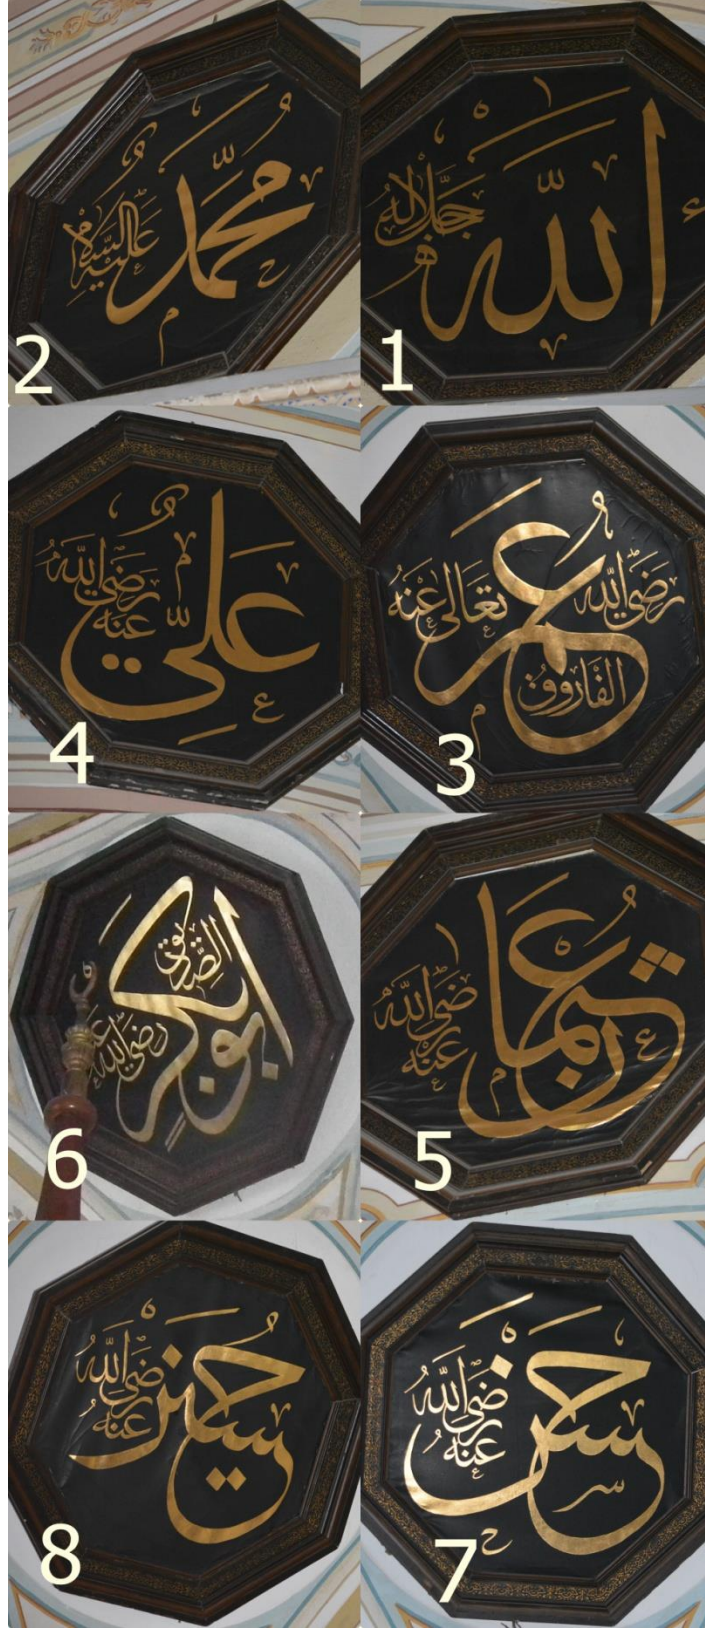 الله جل جلاله
1
محمد عليه السلام
2
عمر الفاروق رضي الله تعالى عنه
3
علي رضي الله عنه
4
عثمان رضي الله عنه
5
ابو بكر الصديق رضي الله عنه
6
حسن رضي الله عنه
7
حسين رضي الله عنه
8